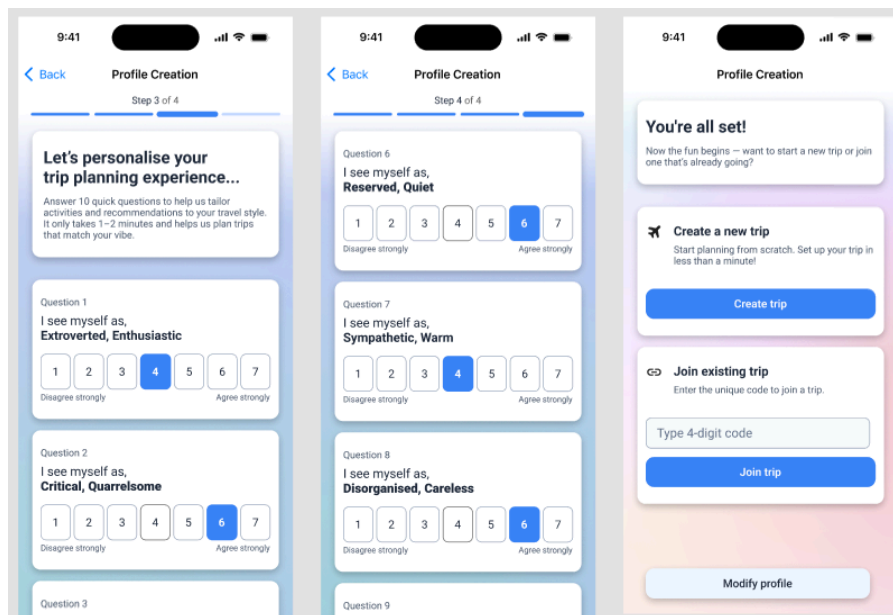 9:41
Back
Profile Creation
Step 3 of 4
Let's personalise your
trip planning experience...
Answer 10 quick questions to help us tailor
activities and recommendations to your travel style.
It only takes 1–2 minutes and helps us plan trips
that match your vibe.
Question 1
I see myself as,
Extroverted, Enthusiastic
1 2 3 4 5 6 7
Disagree strongly Agree strongly
Question 2
I see myself as,
Critical, Quarrelsome
1 2 3 4 5 6 7
Disagree strongly Agree strongly
Question 3
9:41
Back
Profile Creation
Step 4 of 4
Question 6
I see myself as,
Reserved, Quiet
1 2 3 4 5 6 7
Disagree strongly Agree strongly
Question 7
I see myself as,
Sympathetic, Warm
1 2 3 4 5 6 7
Disagree strongly Agree strongly
Question 8
I see myself as,
Disorganised, Careless
1 2 3 4 5 6 7
Disagree strongly Agree strongly
Question 9
9:41
Profile Creation
You're all set!
Now the fun begins — want to start a new trip or join
one that's already going?
Create a new trip
Start planning from scratch. Set up your trip in
less than a minute!
Create trip
Join existing trip
Enter the unique code to join a trip.
Type 4-digit code
Join trip
Modify profile